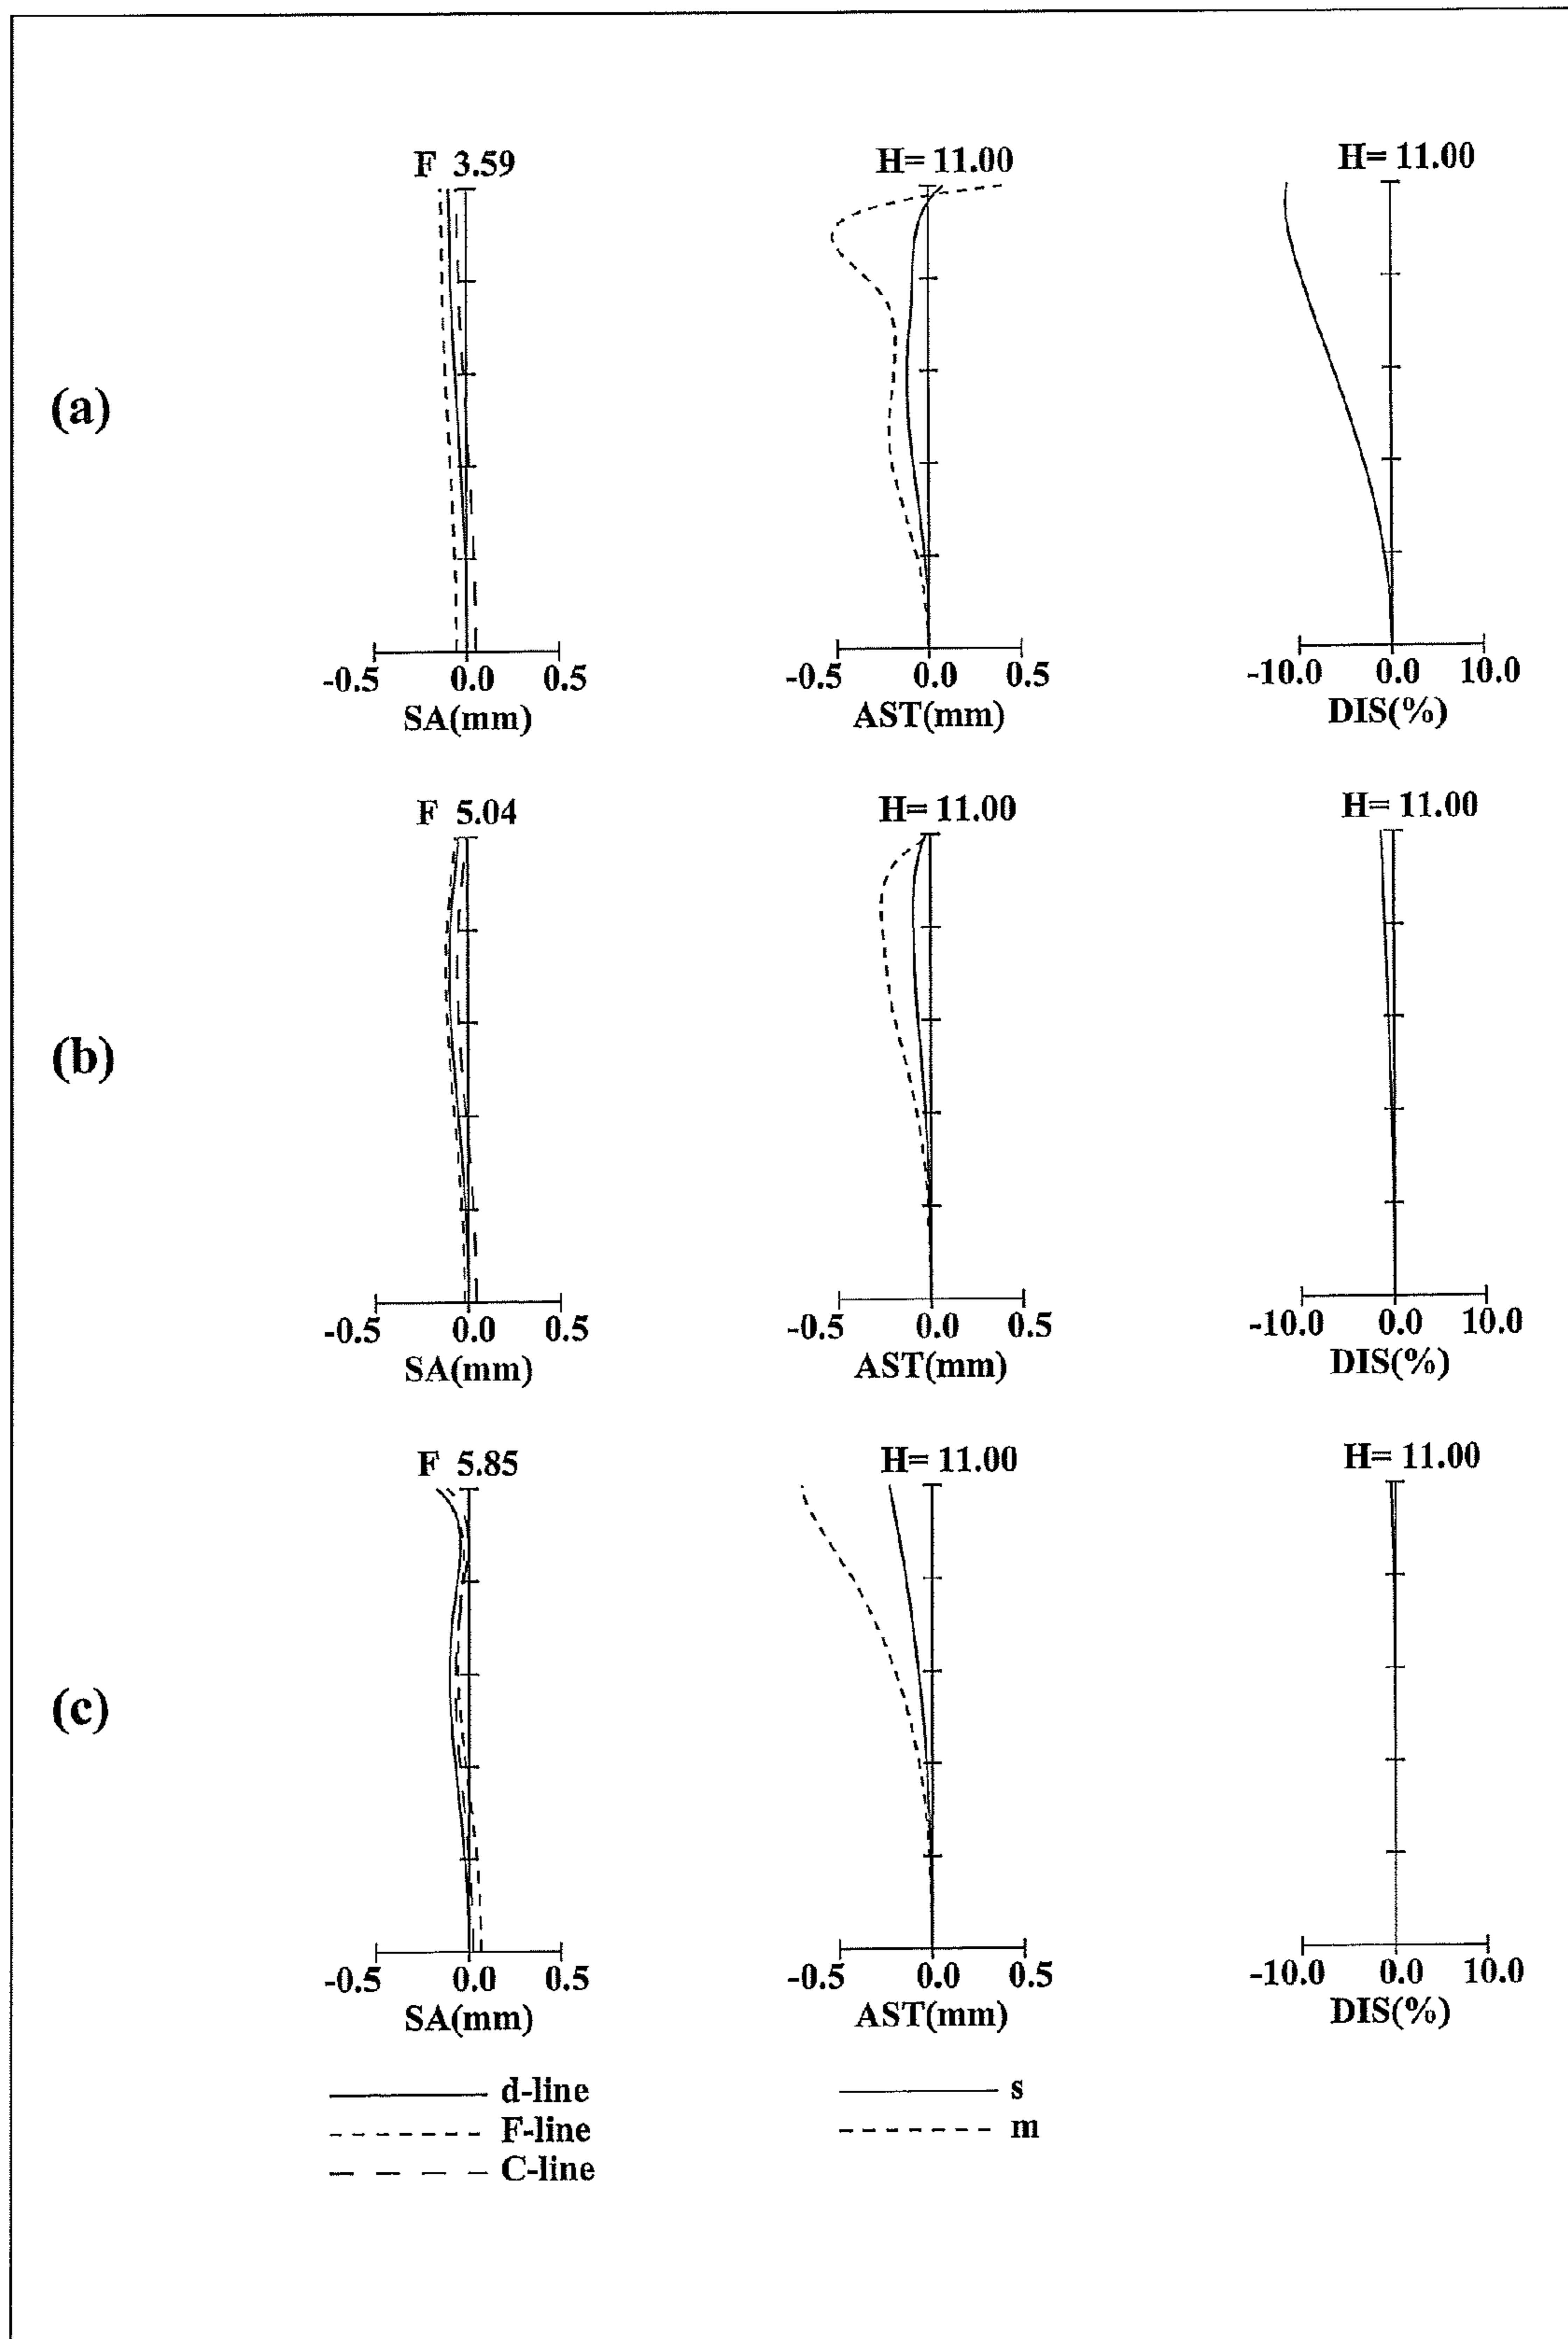 (a)
F 3.59
H= 11.00
H= 11.00
-0.5 0.0 0.5
SA(mm)
-0.5 0.0 0.5
AST(mm)
-10.0 0.0 10.0
DIS(%)
(b)
F 5.04
H= 11.00
H= 11.00
-0.5 0.0 0.5
SA(mm)
-0.5 0.0 0.5
AST(mm)
-10.0 0.0 10.0
DIS(%)
(c)
F 5.85
H= 11.00
H= 11.00
-0.5 0.0 0.5
SA(mm)
-0.5 0.0 0.5
AST(mm)
-10.0 0.0 10.0
DIS(%)
d-line
F-line
C-line
s
m